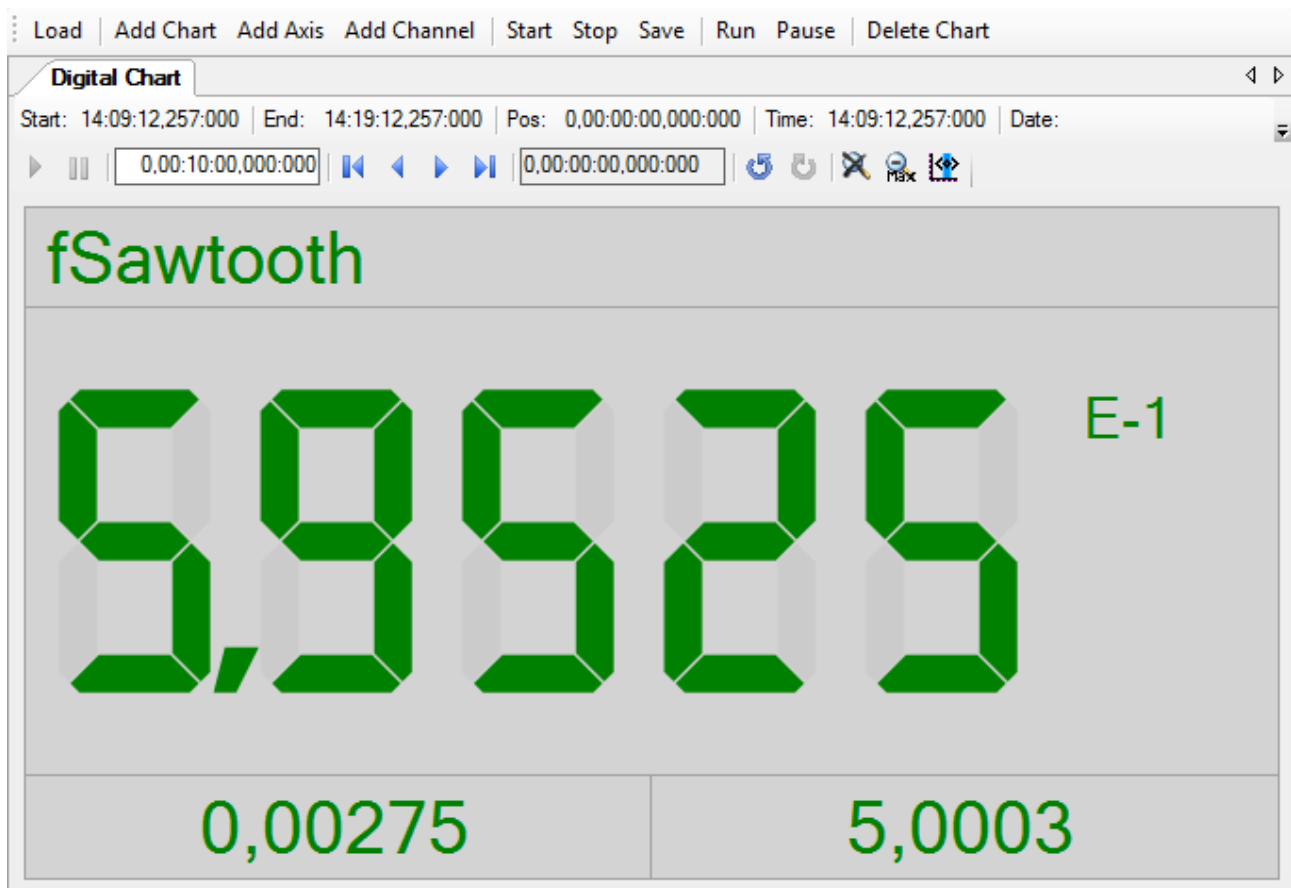 Load Add Chart Add Axis Add Channel Start Stop Save Run Pause Delete Chart
Digital Chart
Start: 14:09:12,257:000 End: 14:19:12,257:000 Pos: 0,00:00:00,000:000 Time: 14:09:12,257:000 Date:
0,00:10:00,000:000 0,00:00:00,000:000 Max
fSawtooth
5,9525 E-1
0,00275 5,0003